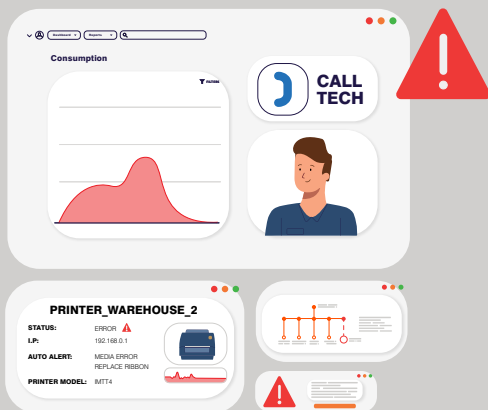 Dashboard
Reports
Consumption
FILTERS
CALL
TECH
PRINTER_WAREHOUSE_2
STATUS: ERROR
I.P: 192.168.0.1
AUTO ALERT: MEDIA ERROR
REPLACE RIBBON
PRINTER MODEL: IMTT4